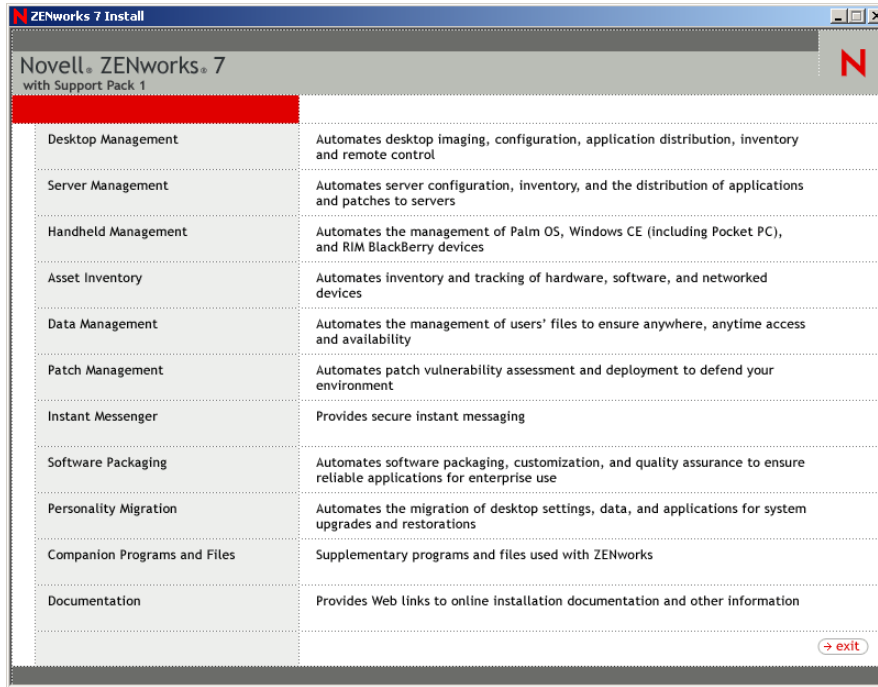 ZENworks 7 Install
Novell® ZENworks® 7
with Support Pack 1
N
Desktop Management
Automates desktop imaging, configuration, application distribution, inventory
and remote control
Server Management
Automates server configuration, inventory, and the distribution of applications
and patches to servers
Handheld Management
Automates the management of Palm OS, Windows CE (including Pocket PC),
and RIM BlackBerry devices
Asset Inventory
Automates inventory and tracking of hardware, software, and networked
devices
Data Management
Automates the management of users’ files to ensure anywhere, anytime access
and availability
Patch Management
Automates patch vulnerability assessment and deployment to defend your
environment
Instant Messenger
Provides secure instant messaging
Software Packaging
Automates software packaging, customization, and quality assurance to ensure
reliable applications for enterprise use
Personality Migration
Automates the migration of desktop settings, data, and applications for system
upgrades and restorations
Companion Programs and Files
Supplementary programs and files used with ZENworks
Documentation
Provides Web links to online installation documentation and other information
→ exit